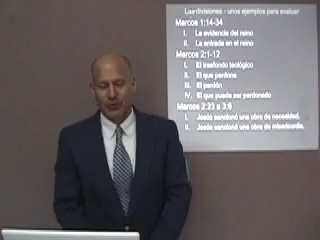 Las divisiones - unos ejemplos para evaluar
Marcos 1:14-34
I. La evidencia del reino
II. La entrada en el reino
Marcos 2:1-12
I. El trasfondo teológico
II. El que perdona
III. El perdón
IV. El que puede ser perdonado
Marcos 2:23 a 3:6
I. Jesús sancionó una obra de necesidad.
II. Jesús sancionó una obra de misericordia.